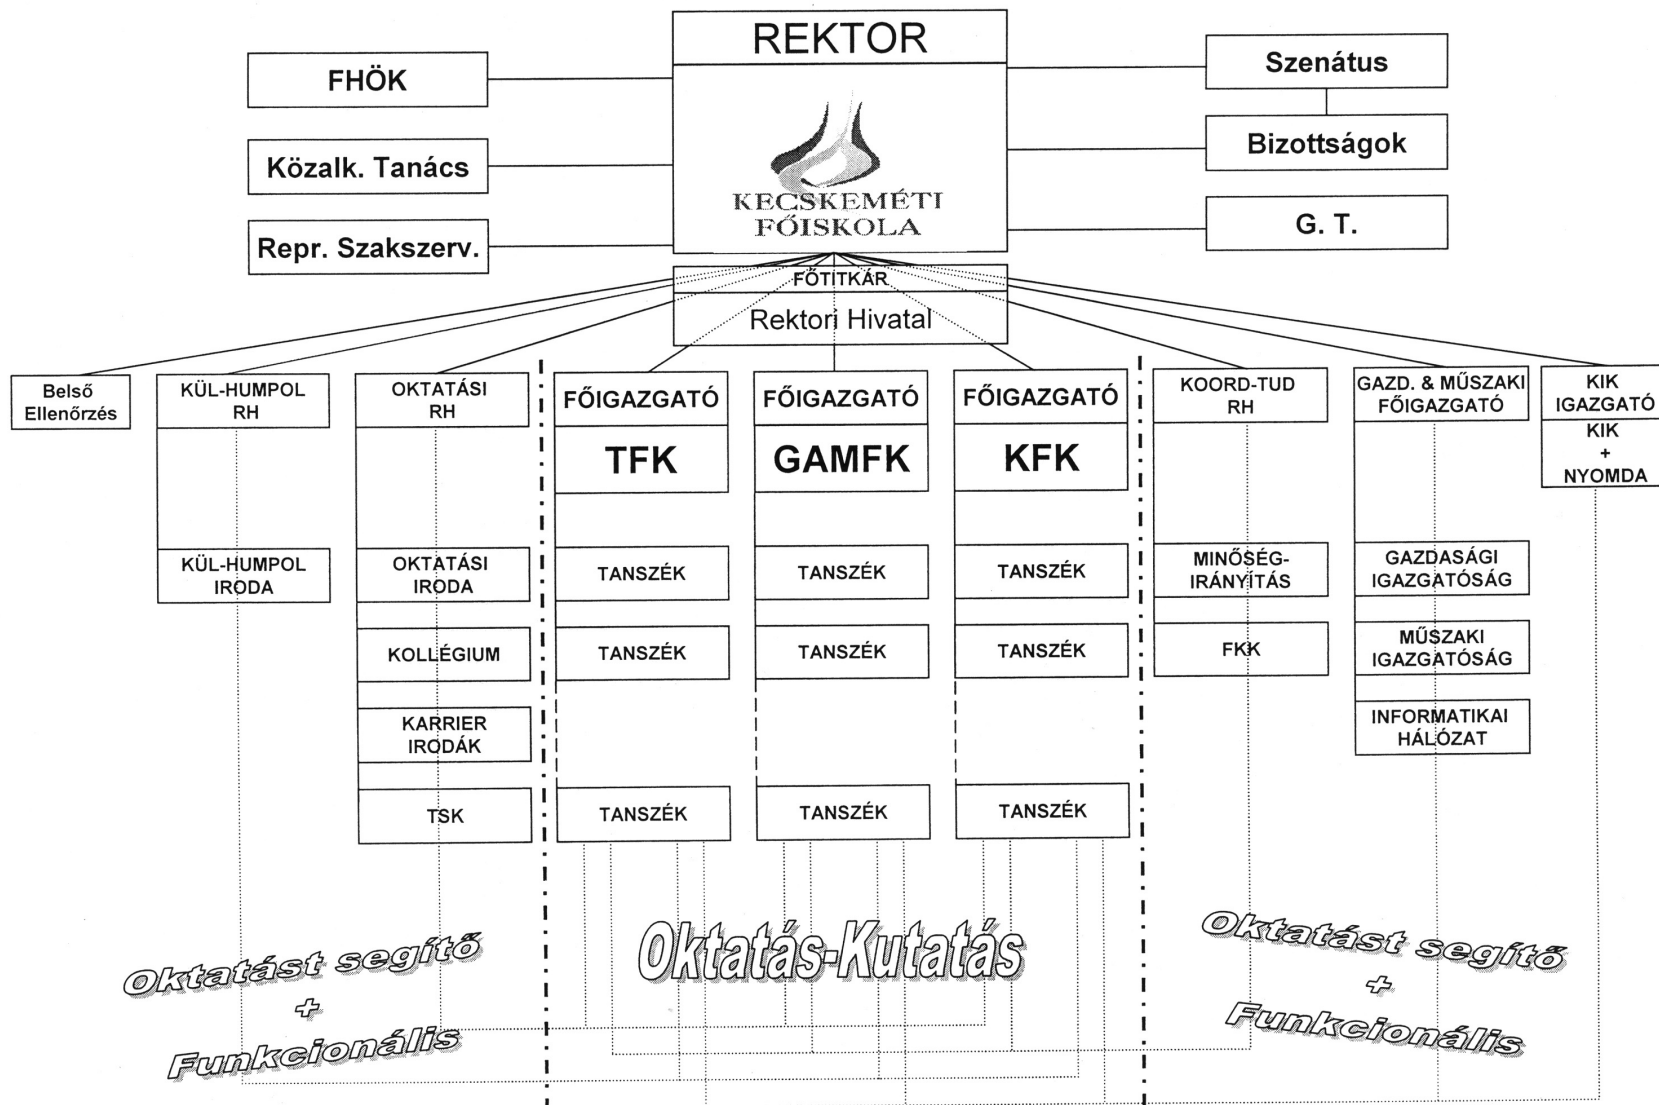 REKTOR
FHÖK
Szenátus
Közalk. Tanács
Bizottságok
KECSKEMÉTI
FŐISKOLA
Repr. Szakszerv.
G. T.
FŐTITKÁR
Rektori Hivatal
Belső
Ellenőrzés
KÜL-HUMPOL
RH
OKTATÁSI
RH
FŐIGAZGATÓ
TFK
FŐIGAZGATÓ
GAMFK
FŐIGAZGATÓ
KFK
KOORD-TUD
RH
GAZD. & MŰSZAKI
FŐIGAZGATÓ
KIK
IGAZGATÓ
KIK
+
NYOMDA
KÜL-HUMPOL
IRODA
OKTATÁSI
IRODA
TANSZÉK
TANSZÉK
TANSZÉK
MINŐSÉG-
IRÁNYÍTÁS
GAZDASÁGI
IGAZGATÓSÁG
KOLLÉGIUM
TANSZÉK
TANSZÉK
TANSZÉK
FKK
MŰSZAKI
IGAZGATÓSÁG
KARRIER
IRODÁK
INFORMATIKAI
HÁLÓZAT
TSK
TANSZÉK
TANSZÉK
TANSZÉK
Oktatást segítő
+
Funkcionális
Oktatás-Kutatás
Oktatást segítő
+
Funkcionális